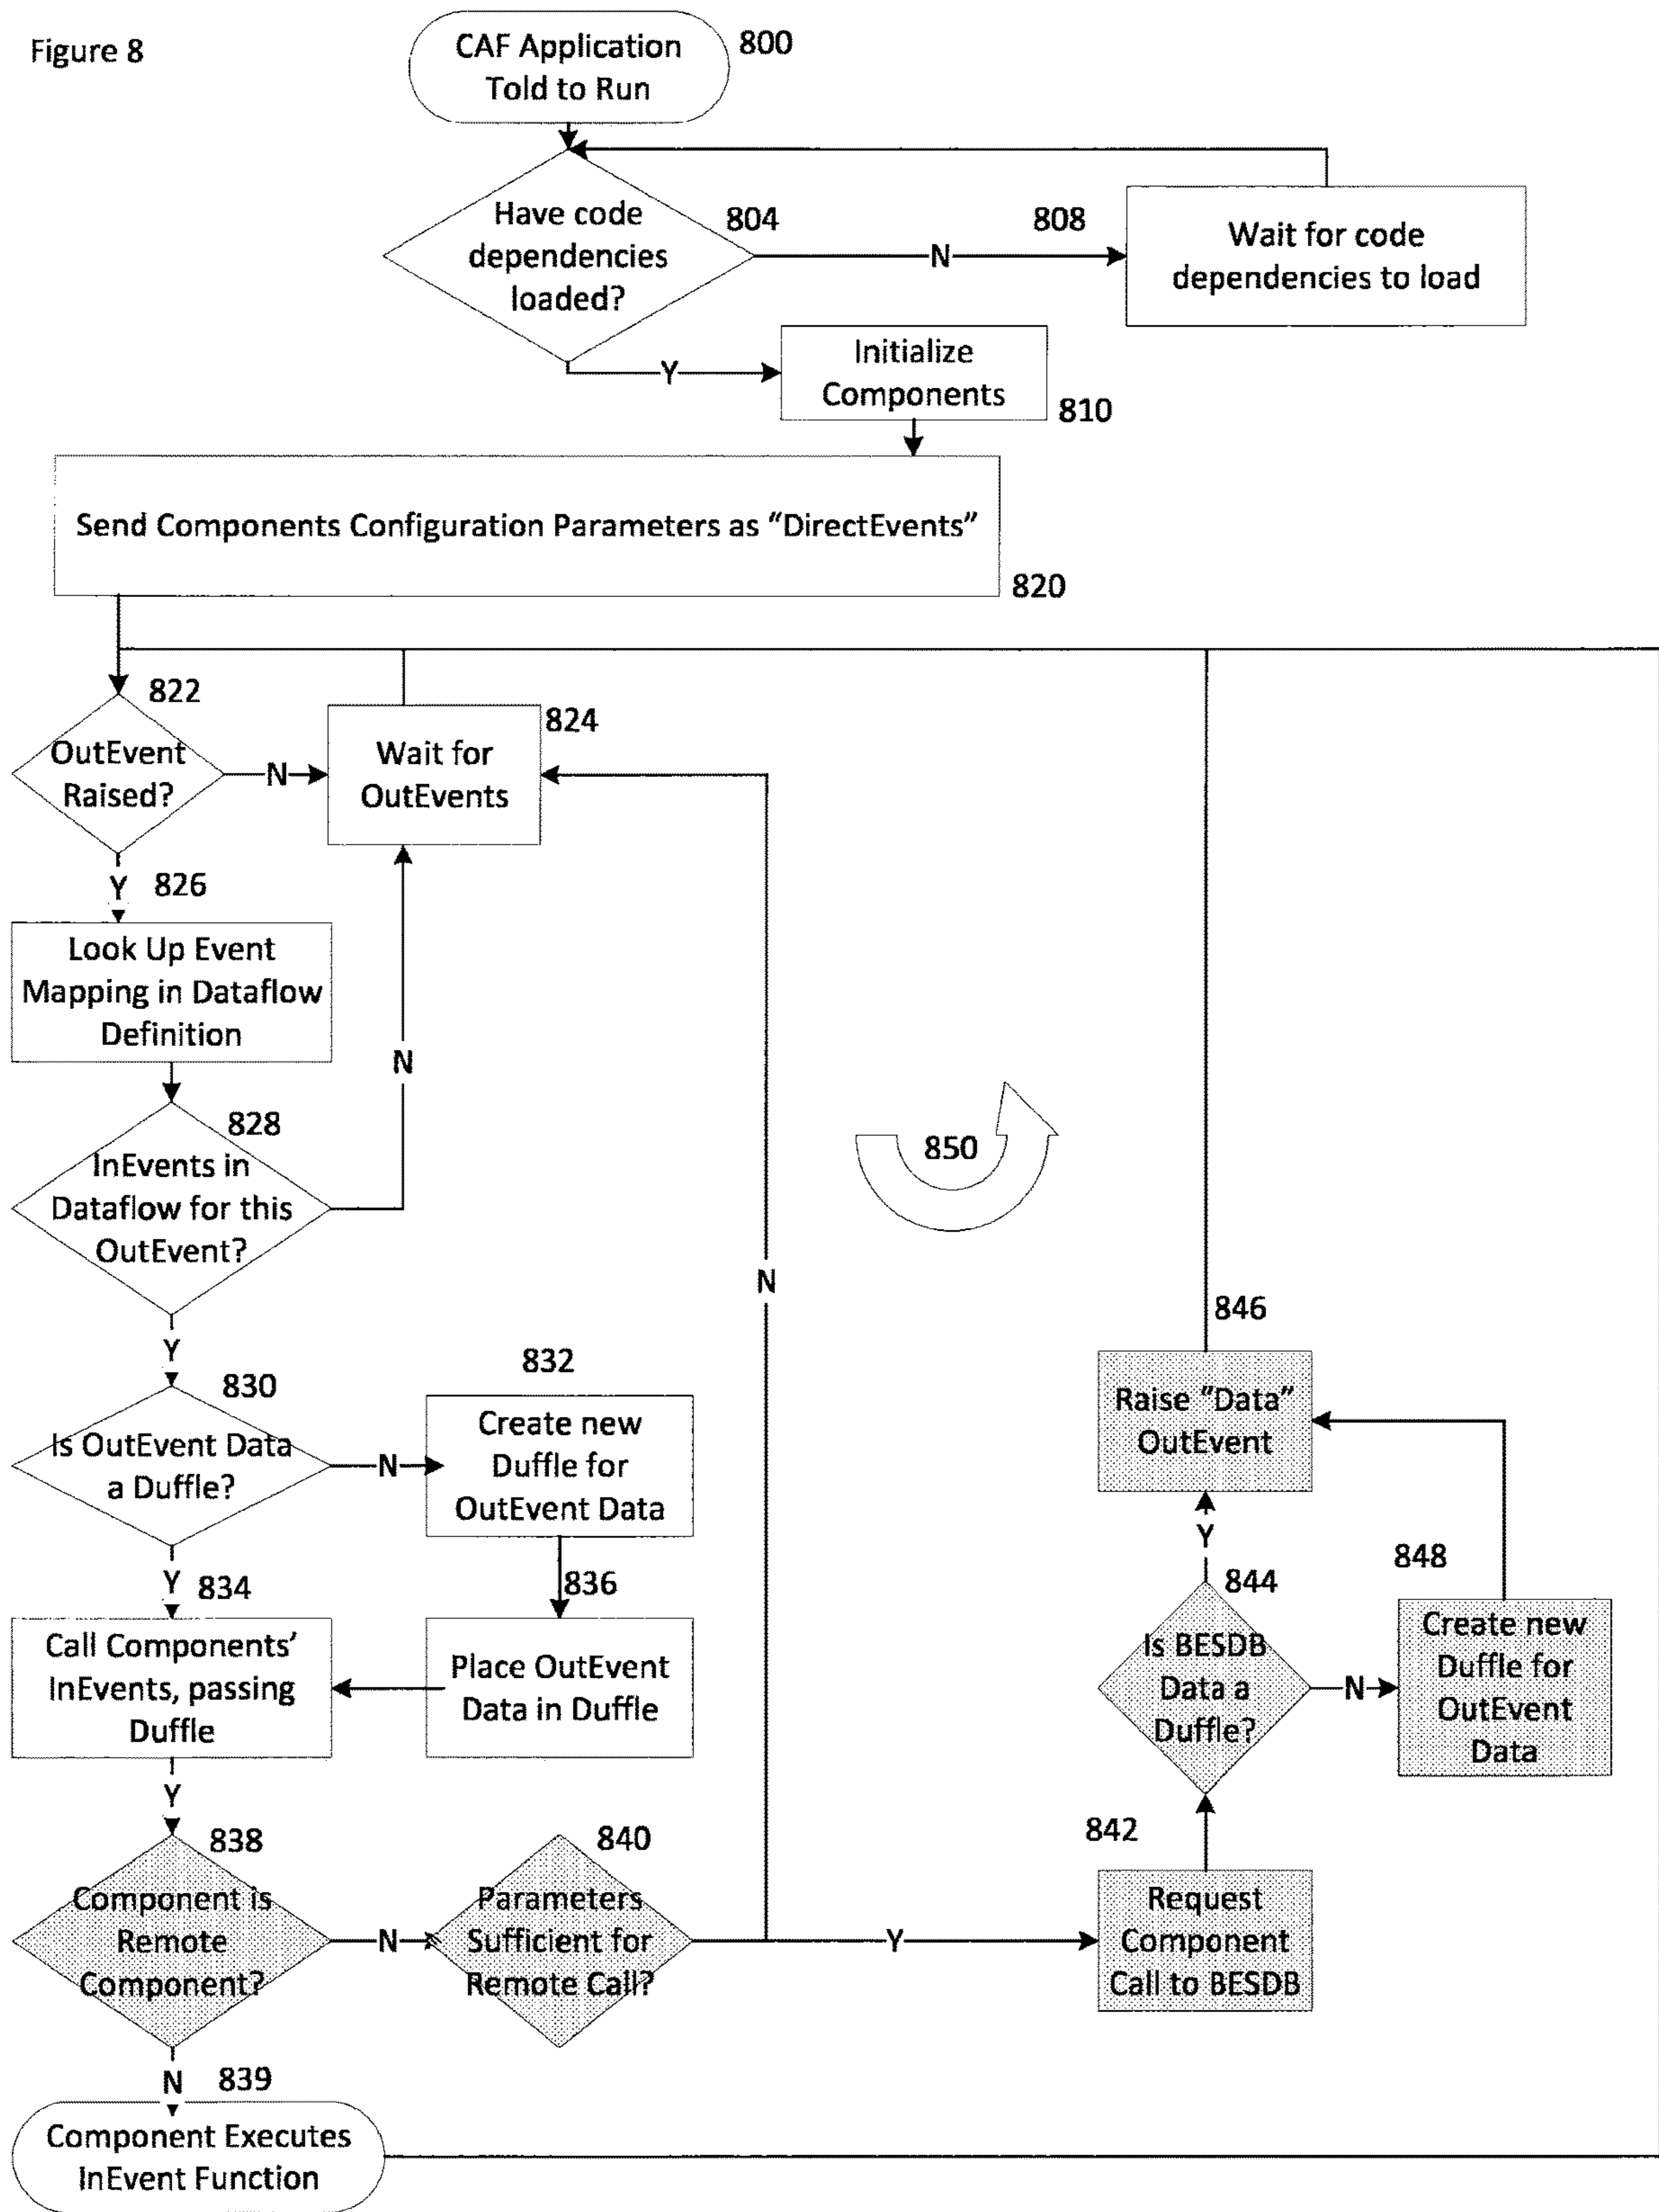 Figure 8
CAF Application
Told to Run
800
Have code
dependencies
loaded?
804
N
808
Wait for code
dependencies to load
Y
Initialize
Components
810
Send Components Configuration Parameters as “DirectEvents”
820
822
OutEvent
Raised?
N
824
Wait for
OutEvents
Y
826
Look Up Event
Mapping in Dataflow
Definition
N
828
InEvents in
Dataflow for this
OutEvent?
850
N
Y
830
Is OutEvent Data
a Duffle?
N
832
Create new
Duffle for
OutEvent Data
846
Raise “Data”
OutEvent
Y
834
836
Call Components’
InEvents, passing
Duffle
Place OutEvent
Data in Duffle
Y
844
Is BESDB
Data a
Duffle?
N
848
Create new
Duffle for
OutEvent
Data
Y
838
Component is
Remote
Component?
N
840
Parameters
Sufficient for
Remote Call?
Y
842
Request
Component
Call to BESDB
N
839
Component Executes
InEvent Function